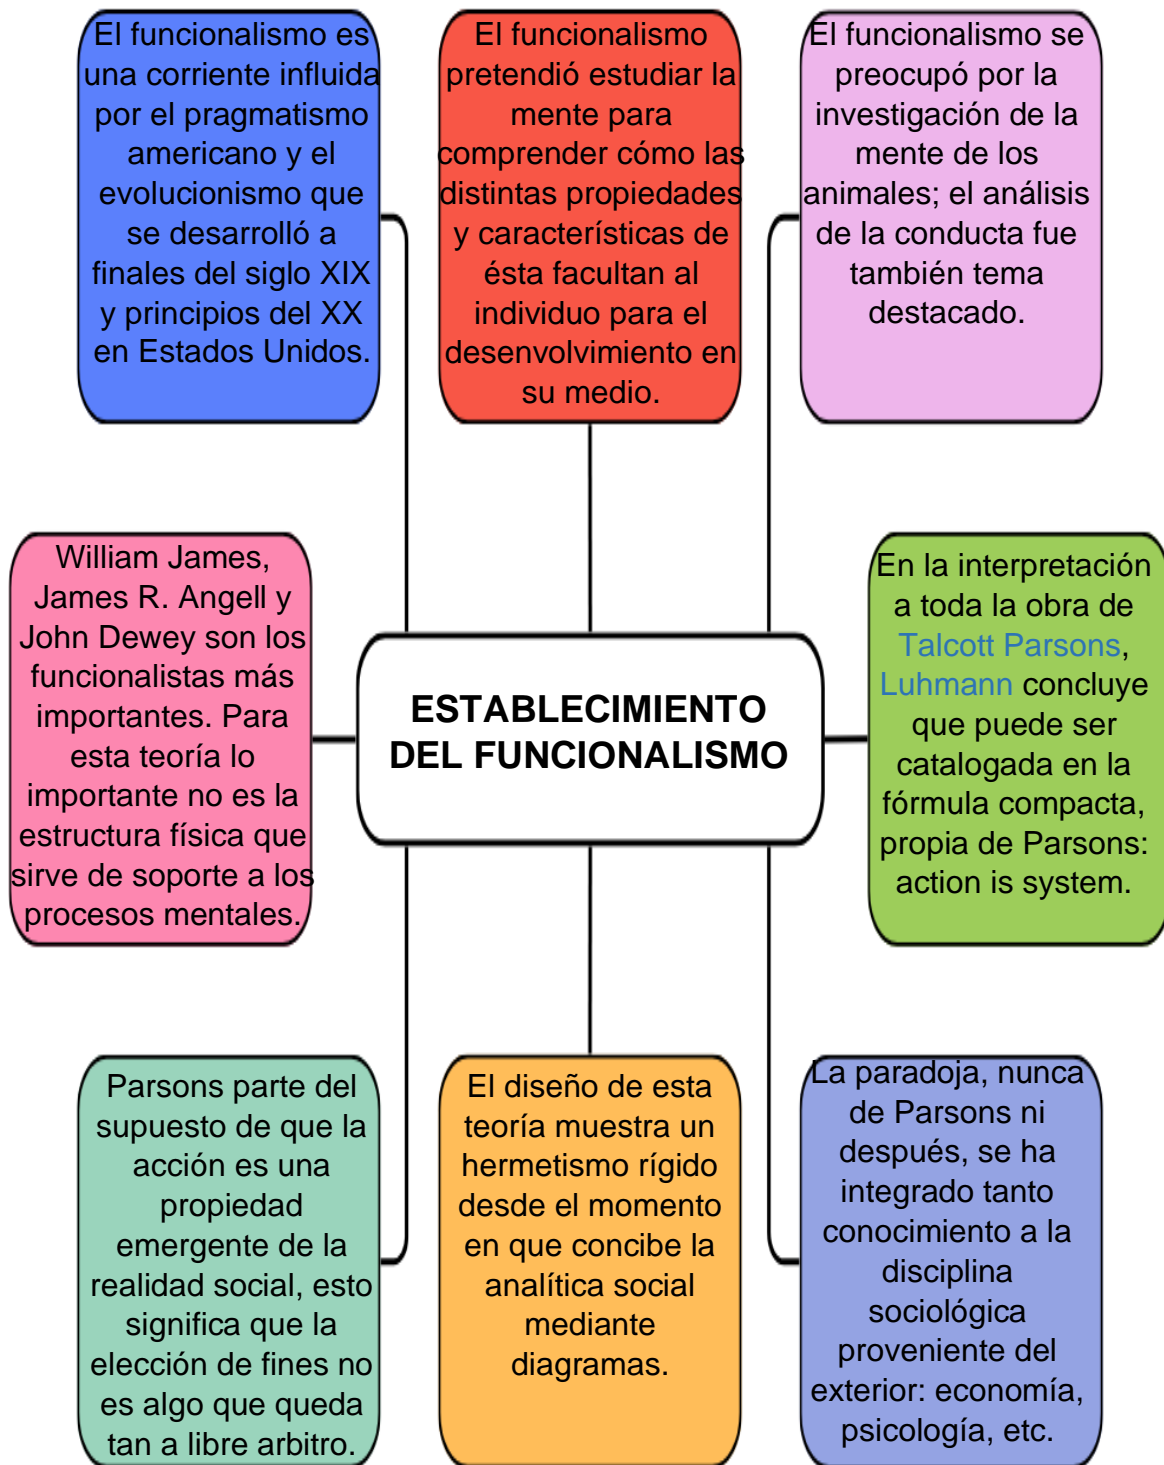 El funcionalismo es
una corriente influida
por el pragmatismo
americano y el
evolucionismo que
se desarrolló a
finales del siglo XIX
y principios del XX
en Estados Unidos.
El funcionalismo
pretendió estudiar la
mente para
comprender cómo las
distintas propiedades
y características de
ésta facultan al
individuo para el
desenvolvimiento en
su medio.
El funcionalismo se
preocupó por la
investigación de la
mente de los
animales; el análisis
de la conducta fue
también tema
destacado.
William James,
James R. Angell y
John Dewey son los
funcionalistas más
importantes. Para
esta teoría lo
importante no es la
estructura física que
sirve de soporte a los
procesos mentales.
ESTABLECIMIENTO
DEL FUNCIONALISMO
En la interpretación
a toda la obra de
Talcott Parsons,
Luhmann concluye
que puede ser
catalogada en la
fórmula compacta,
propia de Parsons:
action is system.
Parsons parte del
supuesto de que la
acción es una
propiedad
emergente de la
realidad social, esto
significa que la
elección de fines no
es algo que queda
tan a libre arbitro.
El diseño de esta
teoría muestra un
hermetismo rígido
desde el momento
en que concibe la
analítica social
mediante
diagramas.
La paradoja, nunca
de Parsons ni
después, se ha
integrado tanto
conocimiento a la
disciplina
sociológica
proveniente del
exterior: economía,
psicología, etc.